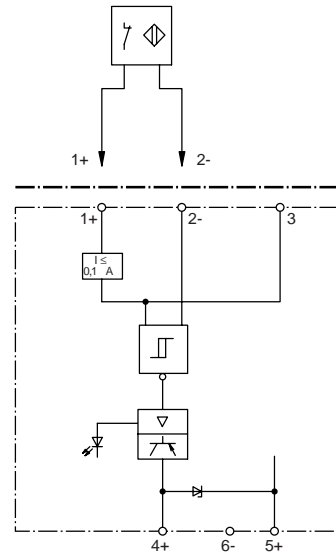 1+ 2-
1+ 2- 3
I ≤
0,1 A
4+ 6- 5+